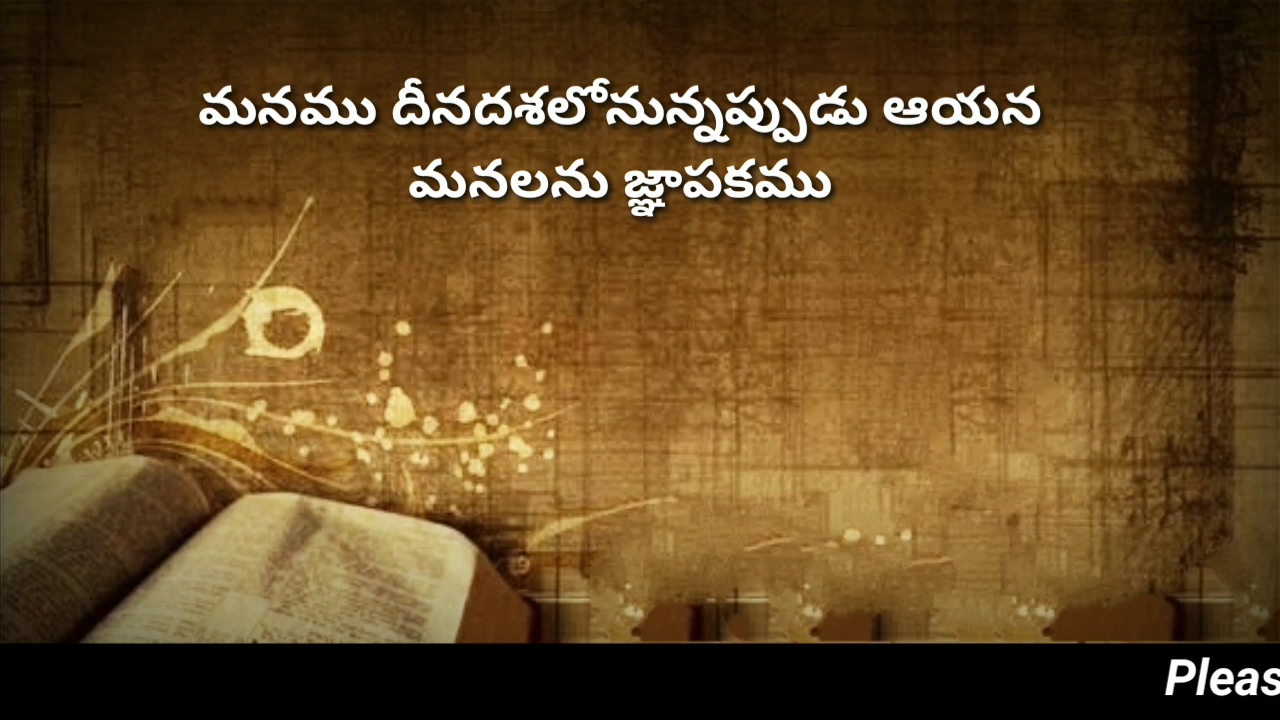 మనము దీనదశలోనున్నప్పుడు ఆయన
మనలను జ్ఞాపకము
Pleas